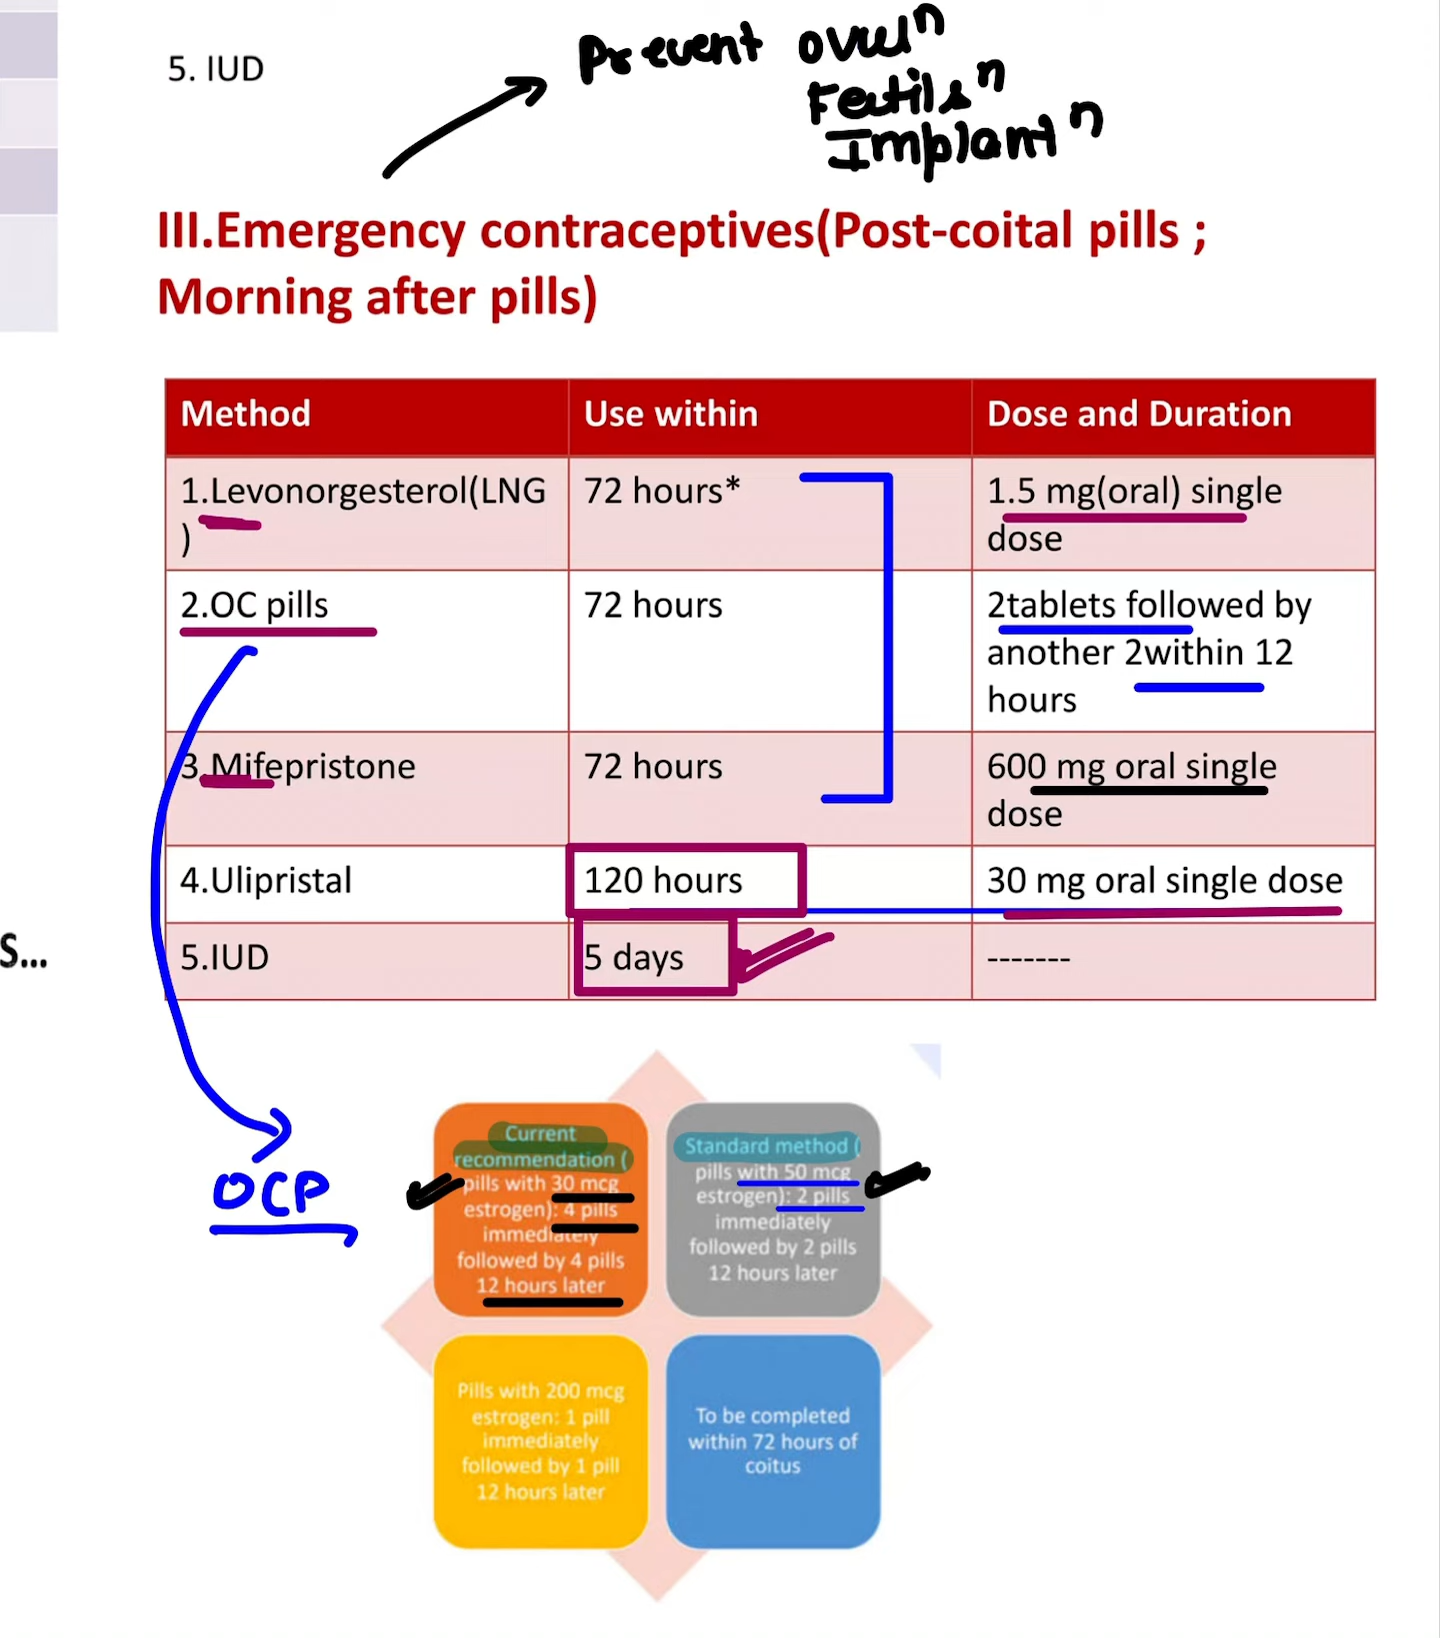 5. IUD
Prevent ovulⁿ
Fertilsⁿ
Implantⁿ
III.Emergency contraceptives(Post-coital pills ;
Morning after pills)
Method
Use within
Dose and Duration
1.Levonorgesterol(LNG
)
72 hours*
1.5 mg(oral) single
dose
2.OC pills
72 hours
2tablets followed by
another 2within 12
hours
3.Mifepristone
72 hours
600 mg oral single
dose
4.Ulipristal
120 hours
30 mg oral single dose
S...
5.IUD
5 days
-------
OCP
Current
recommendation (
pills with 30 mcg
estrogen): 4 pills
immediately
followed by 4 pills
12 hours later
Standard method (
pills with 50 mcg
estrogen): 2 pills
immediately
followed by 2 pills
12 hours later
Pills with 200 mcg
estrogen: 1 pill
immediately
followed by 1 pill
12 hours later
To be completed
within 72 hours of
coitus